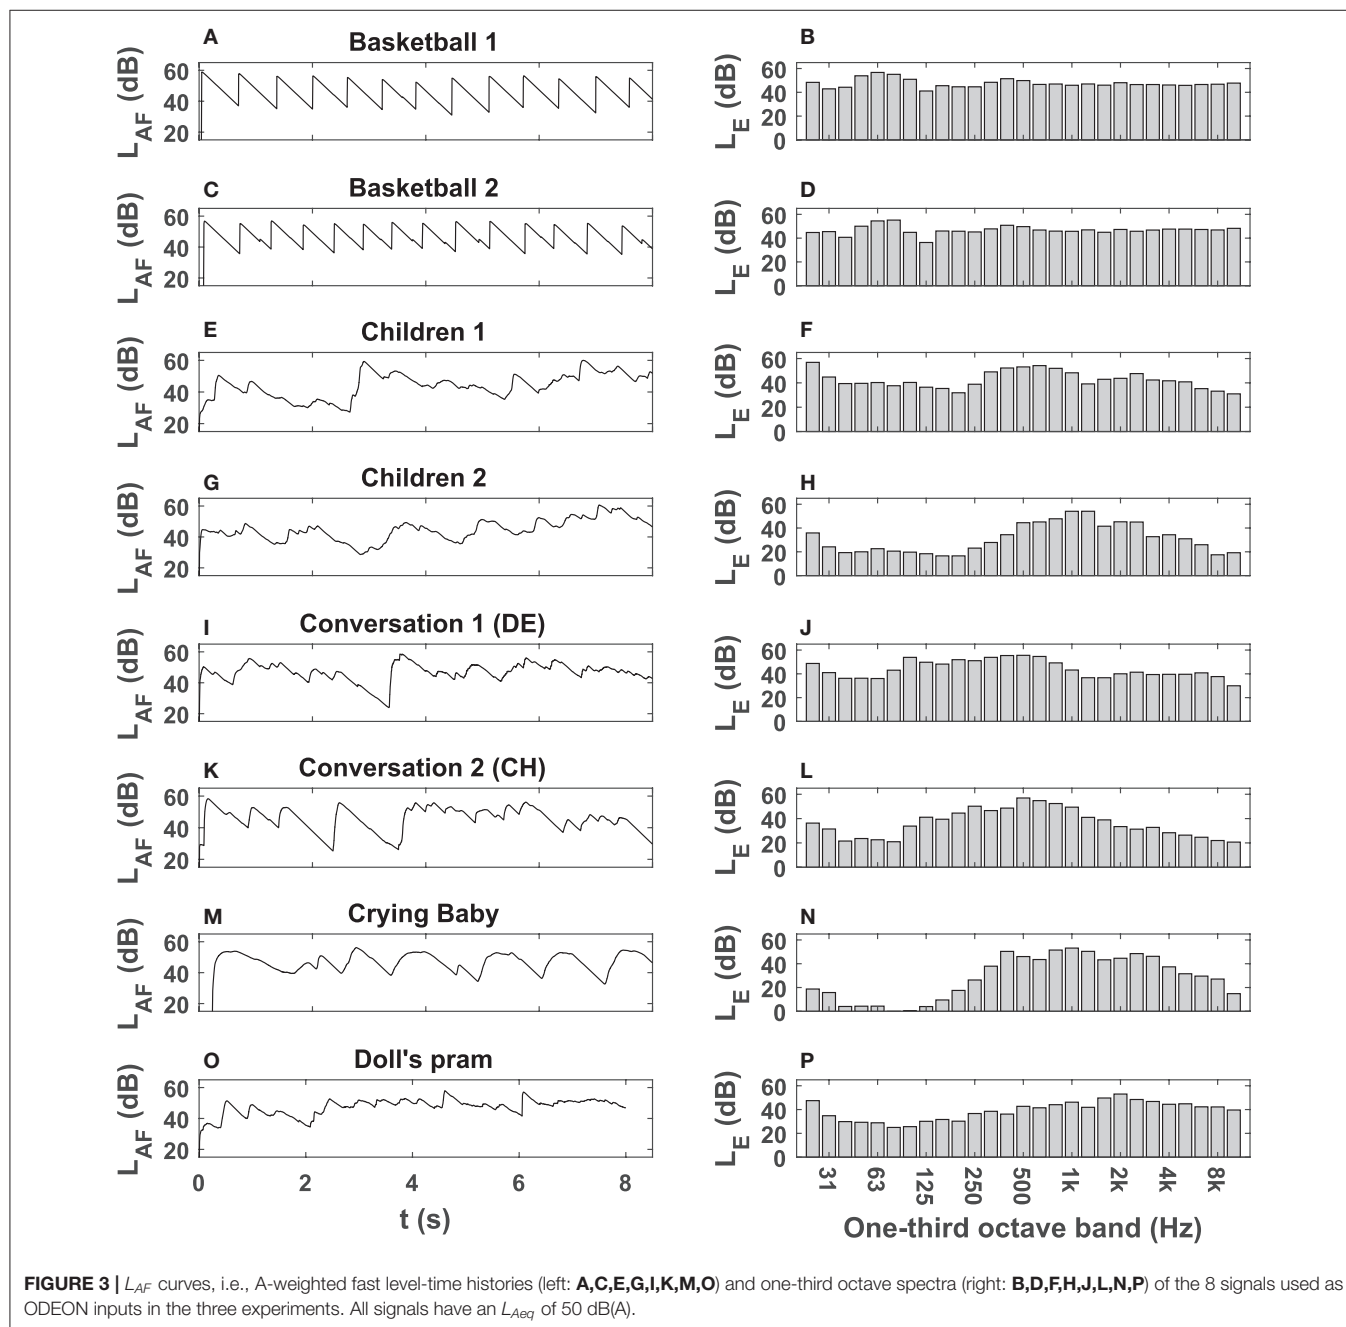 A Basketball 1 B
L_AF (dB) 60 40 20
L_E (dB) 60 40 20 0
C Basketball 2 D
L_AF (dB) 60 40 20
L_E (dB) 60 40 20 0
E Children 1 F
L_AF (dB) 60 40 20
L_E (dB) 60 40 20 0
G Children 2 H
L_AF (dB) 60 40 20
L_E (dB) 60 40 20 0
I Conversation 1 (DE) J
L_AF (dB) 60 40 20
L_E (dB) 60 40 20 0
K Conversation 2 (CH) L
L_AF (dB) 60 40 20
L_E (dB) 60 40 20 0
M Crying Baby N
L_AF (dB) 60 40 20
L_E (dB) 60 40 20 0
O Doll's pram P
L_AF (dB) 60 40 20
L_E (dB) 60 40 20 0
0 2 4 6 8
31 63 125 250 500 1k 2k 4k 8k
t (s)
One-third octave band (Hz)
FIGURE 3 | L_AF curves, i.e., A-weighted fast level-time histories (left: A,C,E,G,I,K,M,O) and one-third octave spectra (right: B,D,F,H,J,L,N,P) of the 8 signals used as
ODEON inputs in the three experiments. All signals have an L_Aeq of 50 dB(A).